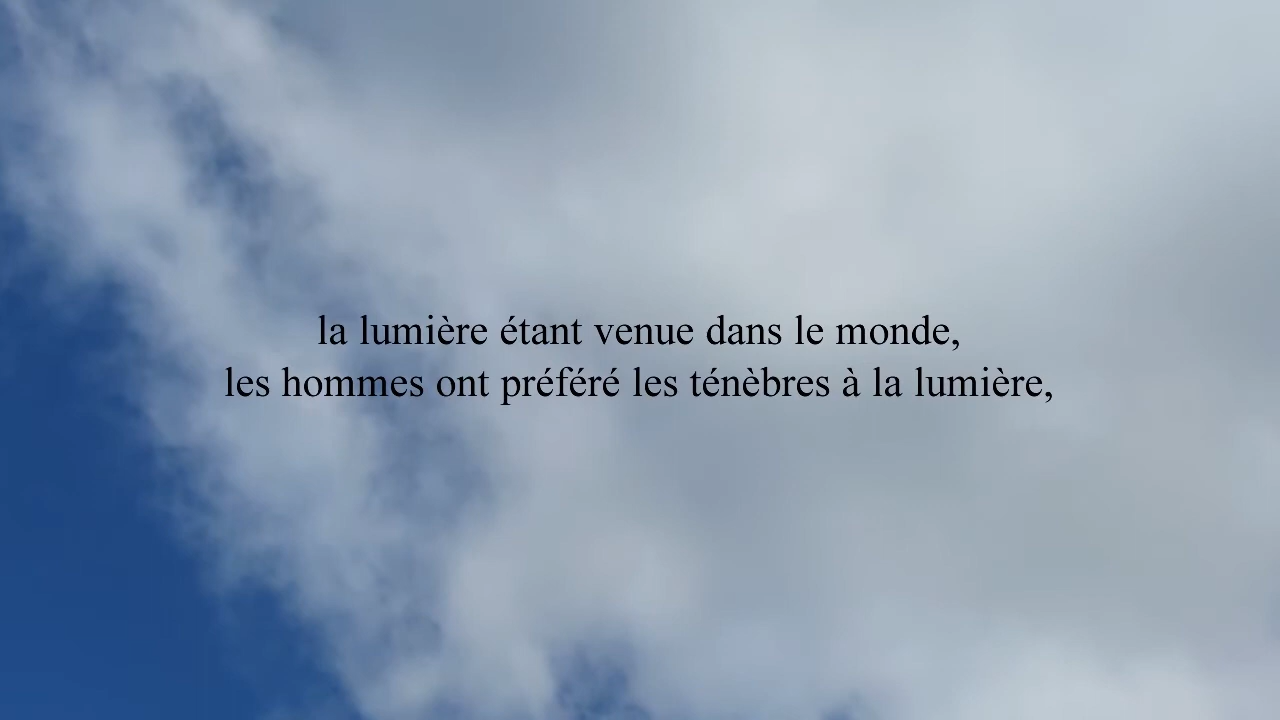 la lumière étant venue dans le monde,
les hommes ont préféré les ténèbres à la lumière,